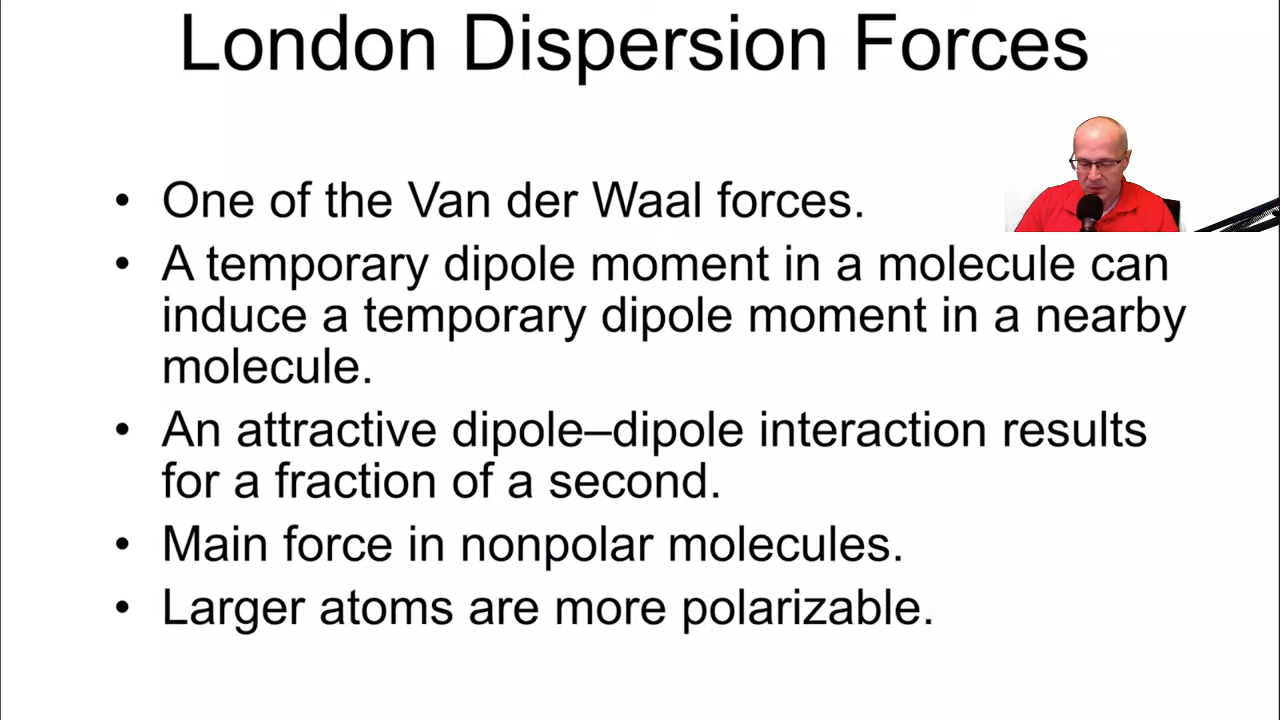 London Dispersion Forces
• One of the Van der Waal forces.
• A temporary dipole moment in a molecule can
induce a temporary dipole moment in a nearby
molecule.
• An attractive dipole–dipole interaction results
for a fraction of a second.
• Main force in nonpolar molecules.
• Larger atoms are more polarizable.